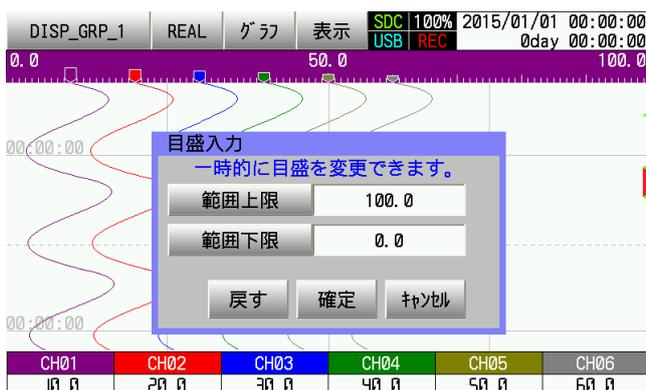 DISP_GRP_1 REAL グラフ 表示 SDC 100% 2015/01/01 00:00:00
USB REC 0day 00:00:00
0.0 50.0 100.0
00:00:00
目盛入力
一時的に目盛を変更できます。
範囲上限 100.0
範囲下限 0.0
戻す 確定 キャンセル
00:00:00
CH01 CH02 CH03 CH04 CH05 CH06
10.0 20.0 30.0 40.0 50.0 60.0